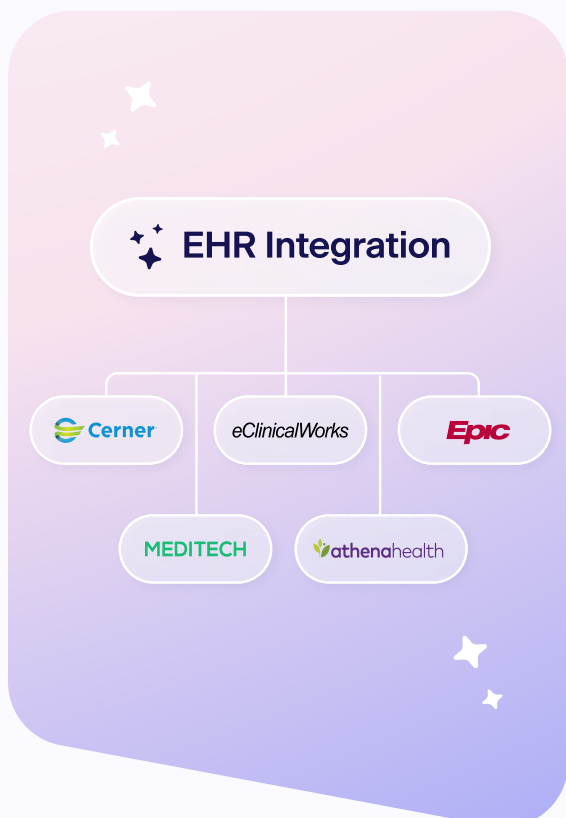 EHR Integration
Cerner
eClinicalWorks
Epic
MEDITECH
athenahealth